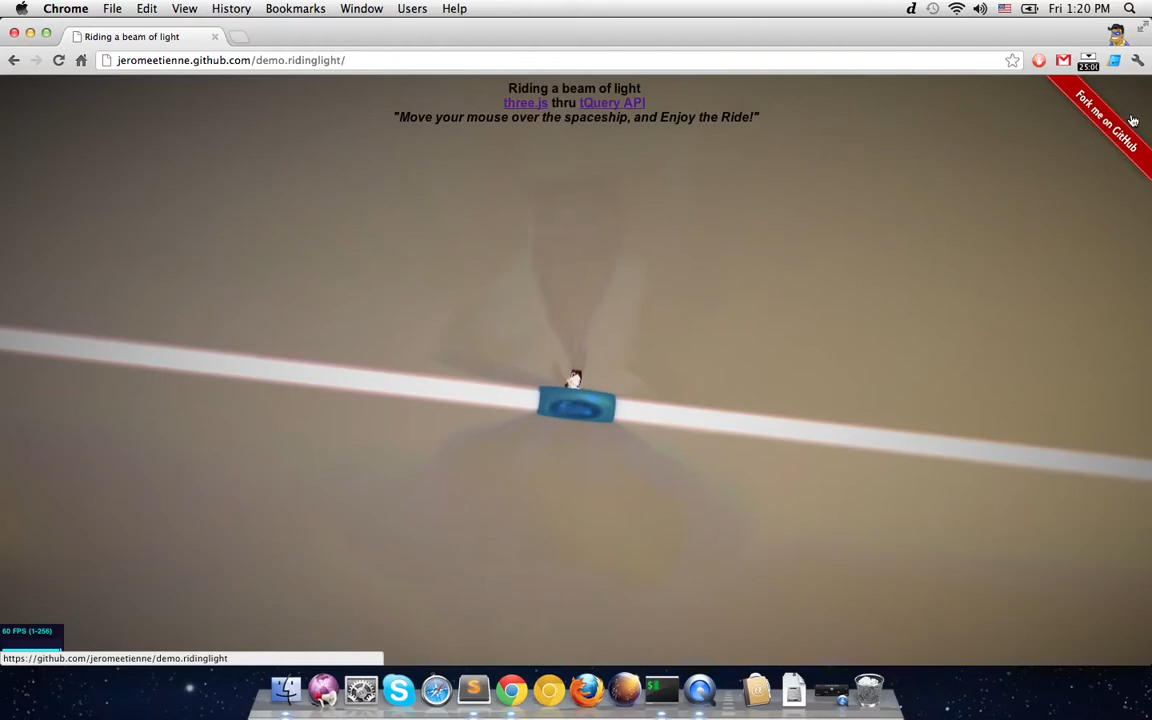 Chrome File Edit View History Bookmarks Window Users Help
d Fri 1:20 PM
Riding a beam of light
jeromeetienne.github.com/demo.ridinglight/
25:00
Riding a beam of light
three.js thru tQuery API
"Move your mouse over the spaceship, and Enjoy the Ride!"
Fork me on GitHub
60 FPS (1-256)
https://github.com/jeromeetienne/demo.ridinglight
S
S
$
@